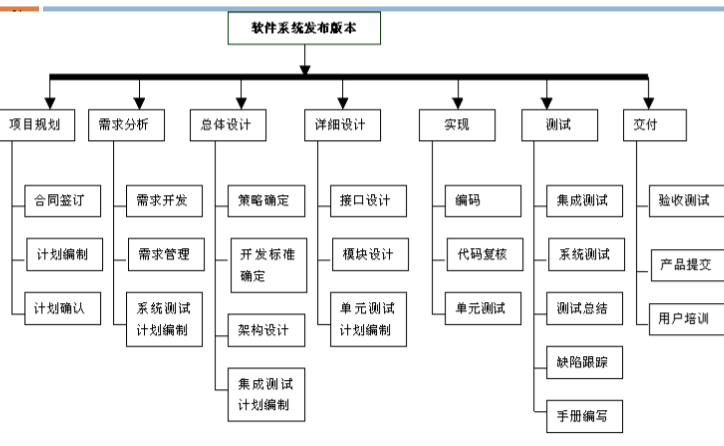 软件系统发布版本
项目规划
需求分析
总体设计
详细设计
实现
测试
交付
合同签订
计划编制
计划确认
需求开发
需求管理
系统测试
计划编制
策略确定
开发标准
确定
架构设计
集成测试
计划编制
接口设计
模块设计
单元测试
计划编制
编码
代码复核
单元测试
集成测试
系统测试
测试总结
缺陷跟踪
手册编写
验收测试
产品提交
用户培训